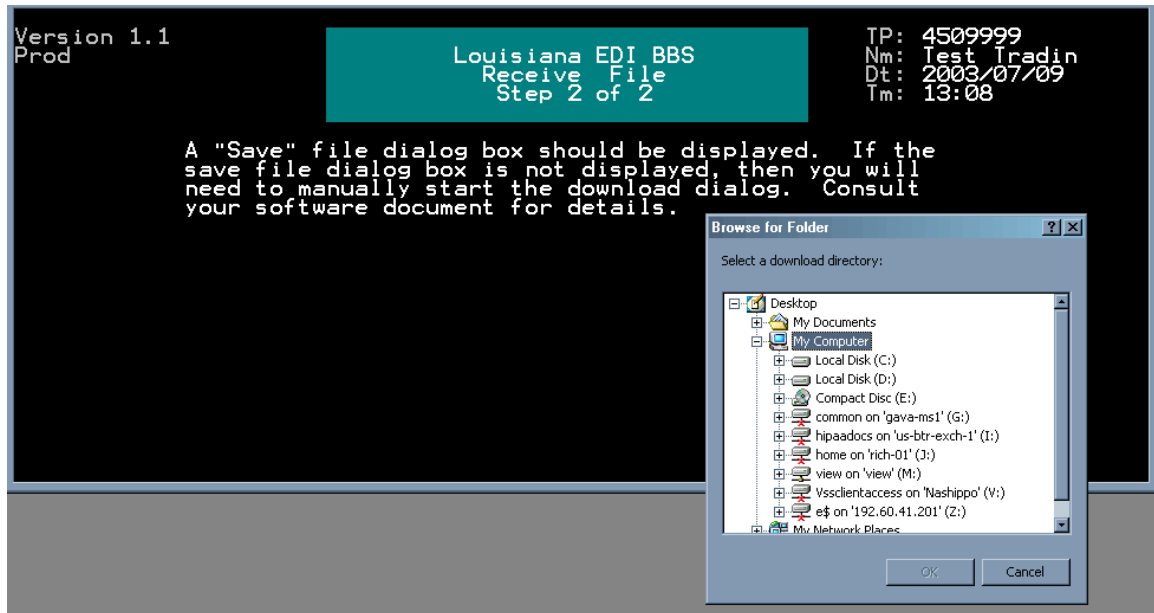 Version 1.1
Prod
Louisiana EDI BBS
Receive File
Step 2 of 2
TP: 4509999
Nm: Test Tradin
Dt: 2003/07/09
Tm: 13:08
A "Save" file dialog box should be displayed. If the
save file dialog box is not displayed, then you will
need to manually start the download dialog. Consult
your software document for details.
Browse for Folder
Select a download directory:
Desktop
My Documents
My Computer
Local Disk (C:)
Local Disk (D:)
Compact Disc (E:)
common on 'gava-ms1' (G:)
hipaadocs on 'us-btr-exch-1' (I:)
home on 'rich-01' (J:)
view on 'view' (M:)
Vssclientaccess on 'Nashippo' (V:)
e$ on '192.60.41.201' (Z:)
My Network Places
OK
Cancel